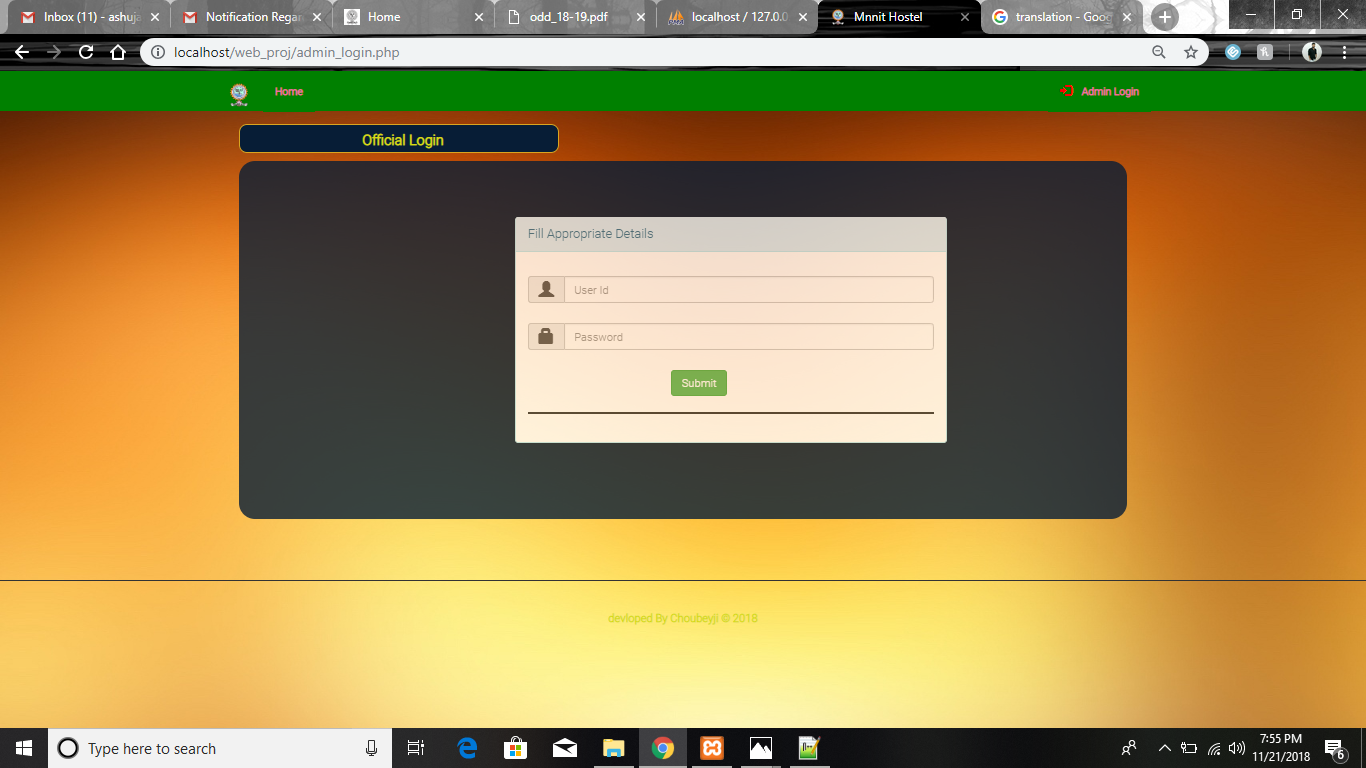 Inbox (11) - ashuja
Notification Regar
Home
odd_18-19.pdf
localhost / 127.0.0
Mnnit Hostel
translation - Goog
localhost/web_proj/admin_login.php
Home
Admin Login
Official Login
Fill Appropriate Details
User Id
Password
Submit
devloped By Choubeyji © 2018
Type here to search
7:55 PM
11/21/2018
6